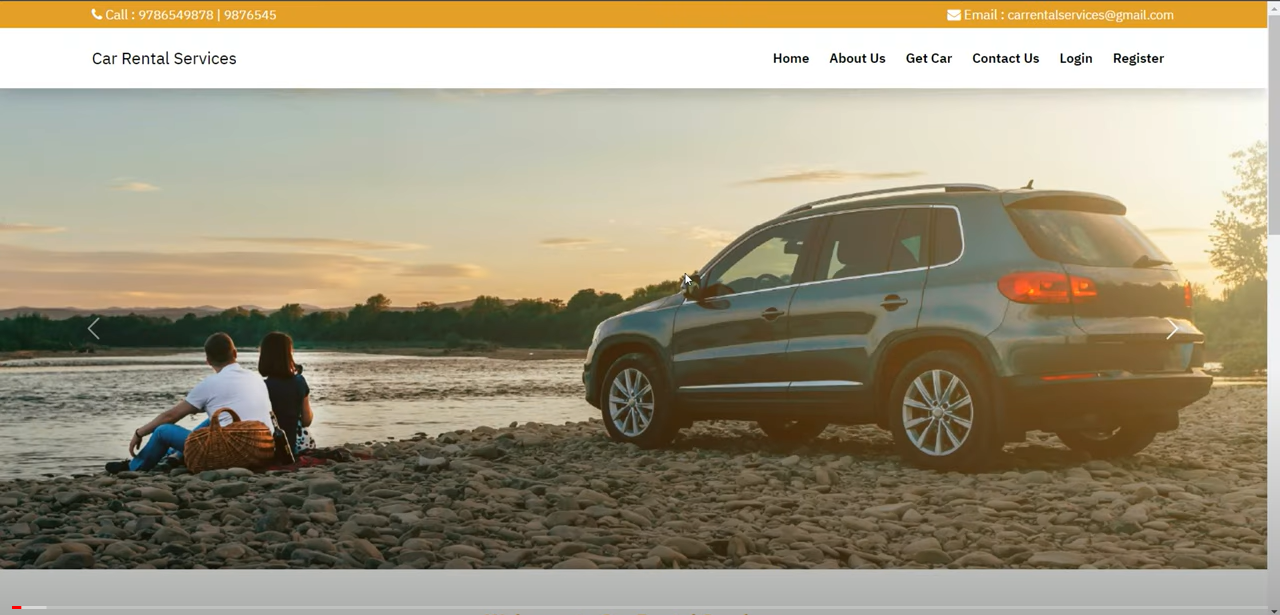 Call : 9786549878 | 9876545
Email : carrentalservices@gmail.com
Car Rental Services
Home About Us Get Car Contact Us Login Register